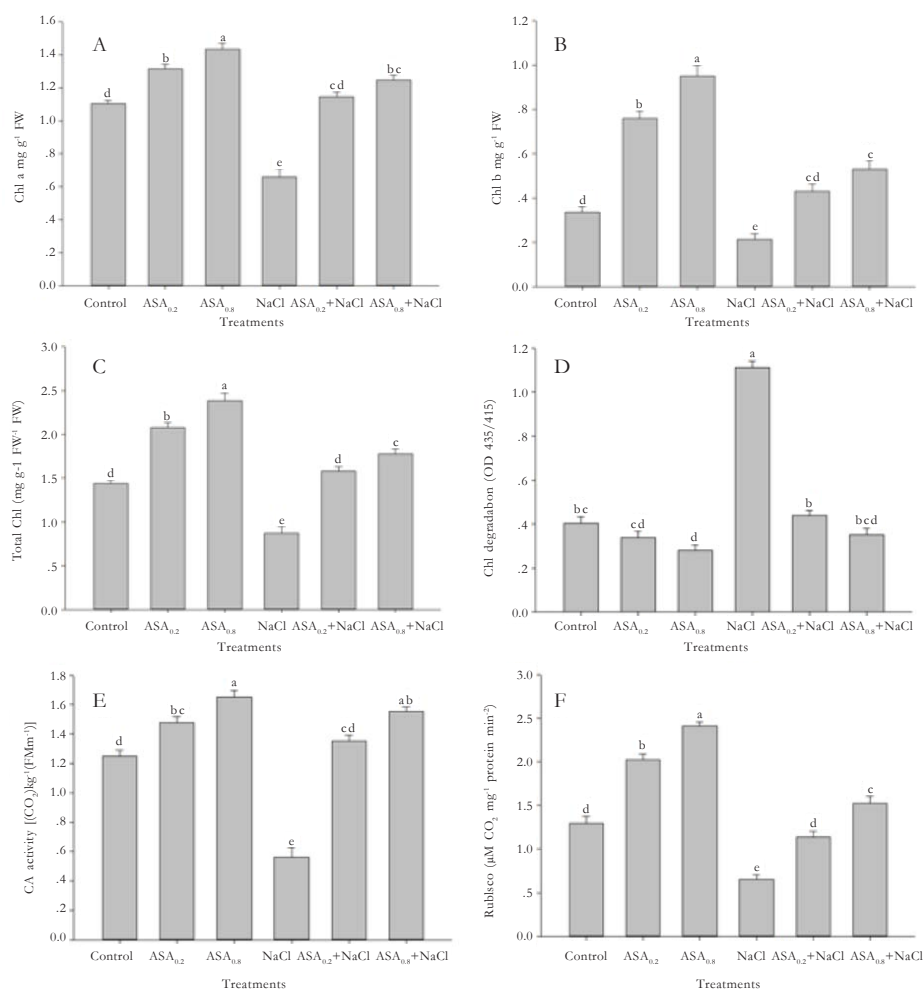 A
Chl a mg g⁻¹ FW
1.6
1.4
1.2
1.0
.8
.6
.4
.2
.0
d
b
a
e
cd
bc
Control ASA₀.₂ ASA₀.₈ NaCl ASA₀.₂+NaCl ASA₀.₈+NaCl
Treatments
B
Chl b mg g⁻¹ FW
1.2
1.0
.8
.6
.4
.2
0.0
d
b
a
e
cd
c
Control ASA₀.₂ ASA₀.₈ NaCl ASA₀.₂+NaCl ASA₀.₈+NaCl
Treatments
C
Total Chl (mg g-1 FW⁻¹ FW)
3.0
2.5
2.0
1.5
1.0
.5
0.0
d
b
a
e
d
c
Control ASA₀.₂ ASA₀.₈ NaCl ASA₀.₂+NaCl ASA₀.₈+NaCl
Treatments
D
Chl degradabon (OD 435/415)
1.2
1.0
.8
.6
.4
.2
0.0
bc
cd
d
a
b
bcd
Control ASA₀.₂ ASA₀.₈ NaCl ASA₀.₂+NaCl ASA₀.₈+NaCl
Treatments
E
CA activity [(CO₂)kg⁻¹(FMm⁻¹)]
1.8
1.6
1.4
1.2
1.0
.8
.6
.4
.2
0.0
d
bc
a
e
cd
ab
Control ASA₀.₂ ASA₀.₈ NaCl ASA₀.₂+NaCl ASA₀.₈+NaCl
Treatments
F
Rublsco (μM CO₂ mg⁻¹ protein min⁻²)
3.0
2.5
2.0
1.5
1.0
.5
0.0
d
b
a
e
d
c
Control ASA₀.₂ ASA₀.₈ NaCl ASA₀.₂+NaCl ASA₀.₈+NaCl
Treatments